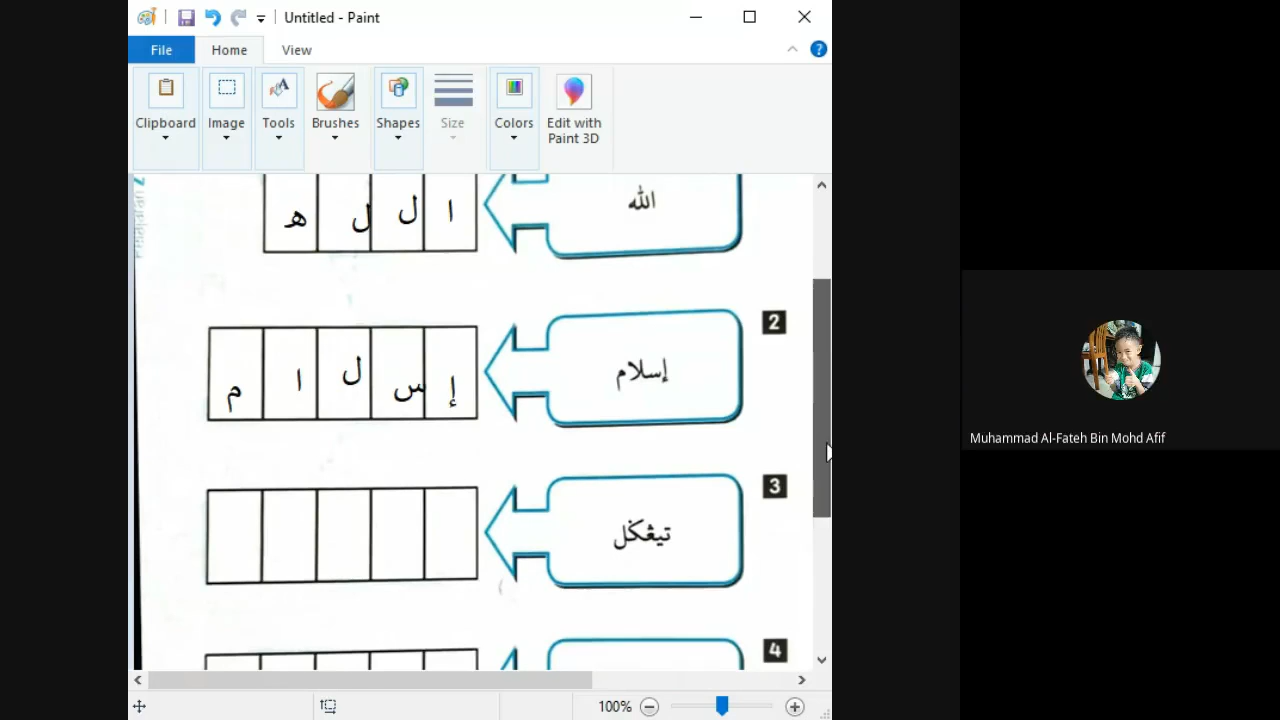 Untitled - Paint
File Home View
Clipboard Image Tools Brushes Shapes Size Colors Edit with Paint 3D
الله
ا ل ل ه
2
إسلام
إ س ل ا م
3
4
100%
Muhammad Al-Fateh Bin Mohd Afif